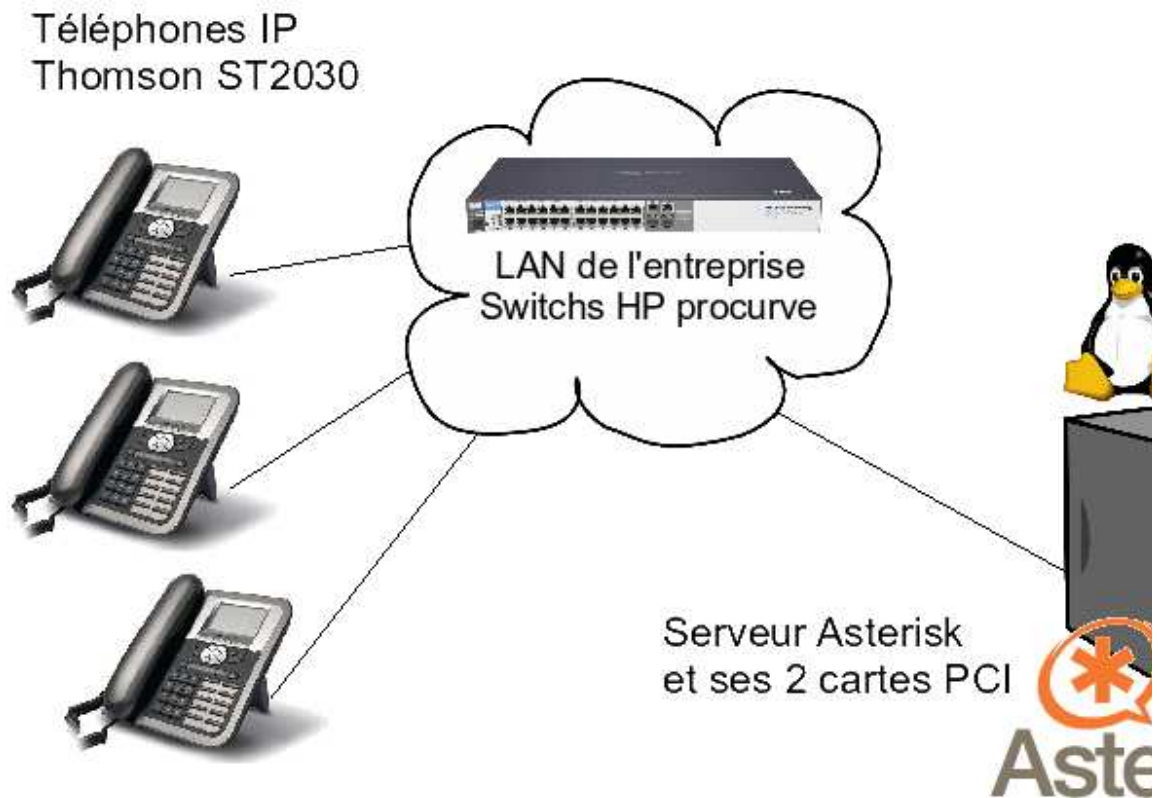 Téléphones IP
Thomson ST2030
LAN de l'entreprise
Switchs HP procurve
Serveur Asterisk
et ses 2 cartes PCI
Aste